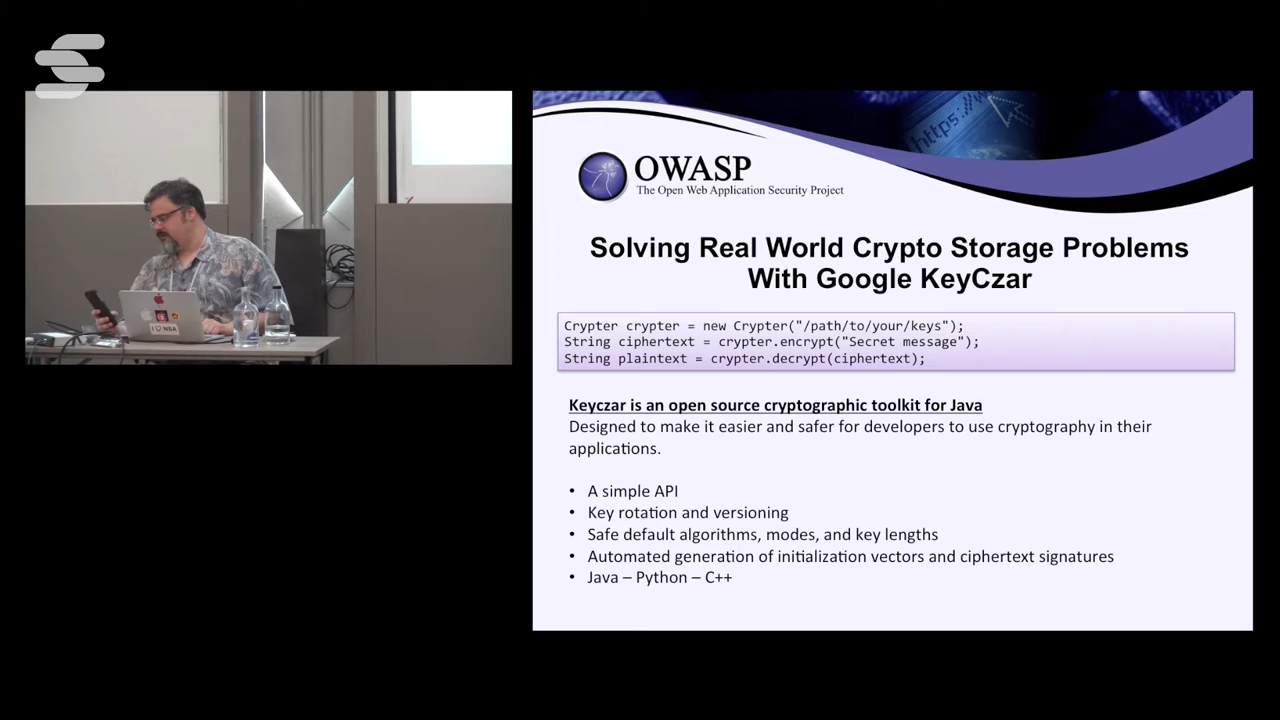 https://
OWASP
The Open Web Application Security Project
Solving Real World Crypto Storage Problems
With Google KeyCzar
Crypter crypter = new Crypter("/path/to/your/keys");
String ciphertext = crypter.encrypt("Secret message");
String plaintext = crypter.decrypt(ciphertext);
Keyczar is an open source cryptographic toolkit for Java
Designed to make it easier and safer for developers to use cryptography in their
applications.
• A simple API
• Key rotation and versioning
• Safe default algorithms, modes, and key lengths
• Automated generation of initialization vectors and ciphertext signatures
• Java – Python – C++
I ♡ NSA